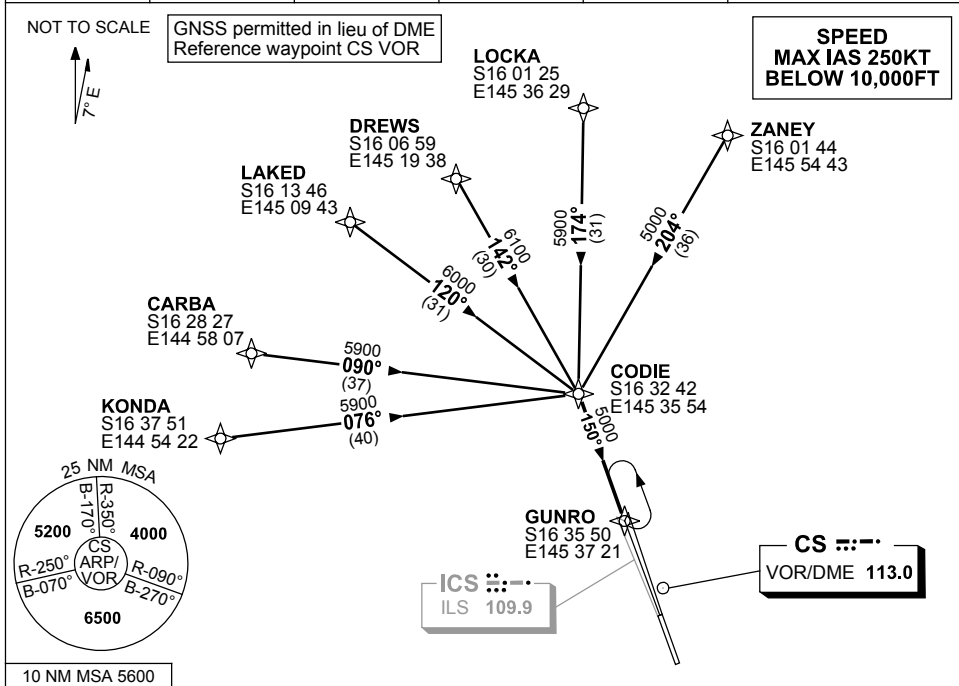 NOT TO SCALE
7° E
GNSS permitted in lieu of DME
Reference waypoint CS VOR
SPEED
MAX IAS 250KT
BELOW 10,000FT
LOCKA
S16 01 25
E145 36 29
ZANEY
S16 01 44
E145 54 43
DREWS
S16 06 59
E145 19 38
LAKED
S16 13 46
E145 09 43
5900
174°
(31)
5000
204°
(36)
6100
142°
(30)
6000
120°
(31)
CARBA
S16 28 27
E144 58 07
5900
090°
(37)
CODIE
S16 32 42
E145 35 54
KONDA
S16 37 51
E144 54 22
5900
076°
(40)
5000
150°
GUNRO
S16 35 50
E145 37 21
25 NM MSA
B-170°
R-350°
5200
4000
CS
ARP/
VOR
R-250°
B-070°
R-090°
B-270°
6500
10 NM MSA 5600
ICS
ILS 109.9
CS
VOR/DME 113.0